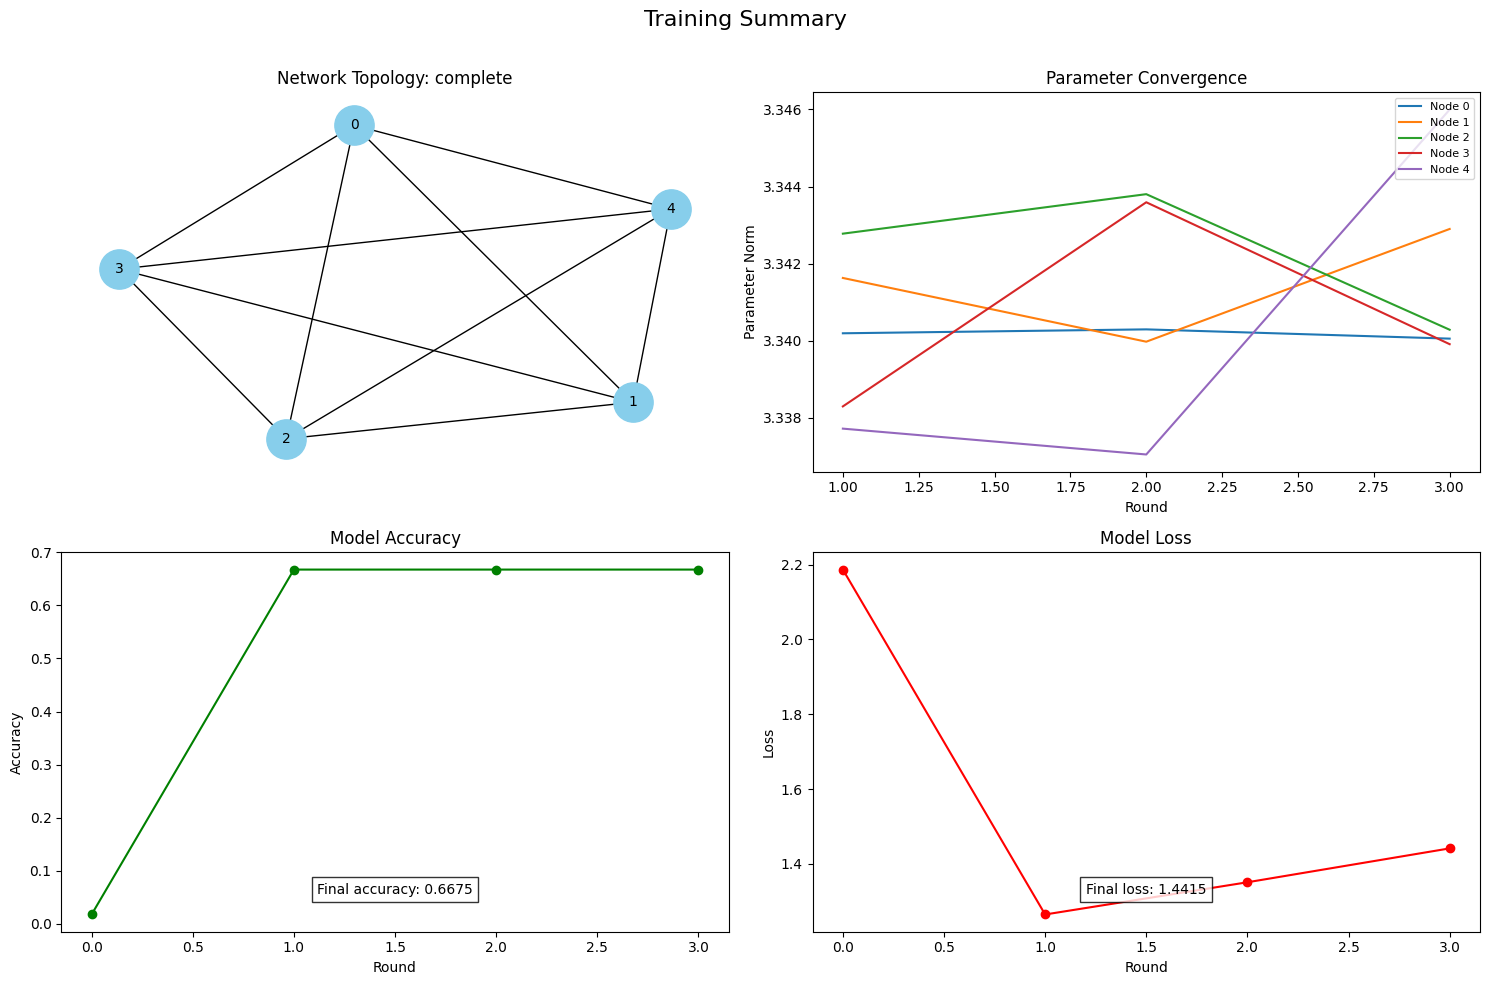 Training Summary
Network Topology: complete
0
4
3
1
2
Parameter Convergence
Parameter Norm
3.346
3.344
3.342
3.340
3.338
Node 0
Node 1
Node 2
Node 3
Node 4
1.00 1.25 1.50 1.75 2.00 2.25 2.50 2.75 3.00
Round
Model Accuracy
Accuracy
0.7
0.6
0.5
0.4
0.3
0.2
0.1
0.0
Final accuracy: 0.6675
0.0 0.5 1.0 1.5 2.0 2.5 3.0
Round
Model Loss
Loss
2.2
2.0
1.8
1.6
1.4
Final loss: 1.4415
0.0 0.5 1.0 1.5 2.0 2.5 3.0
Round